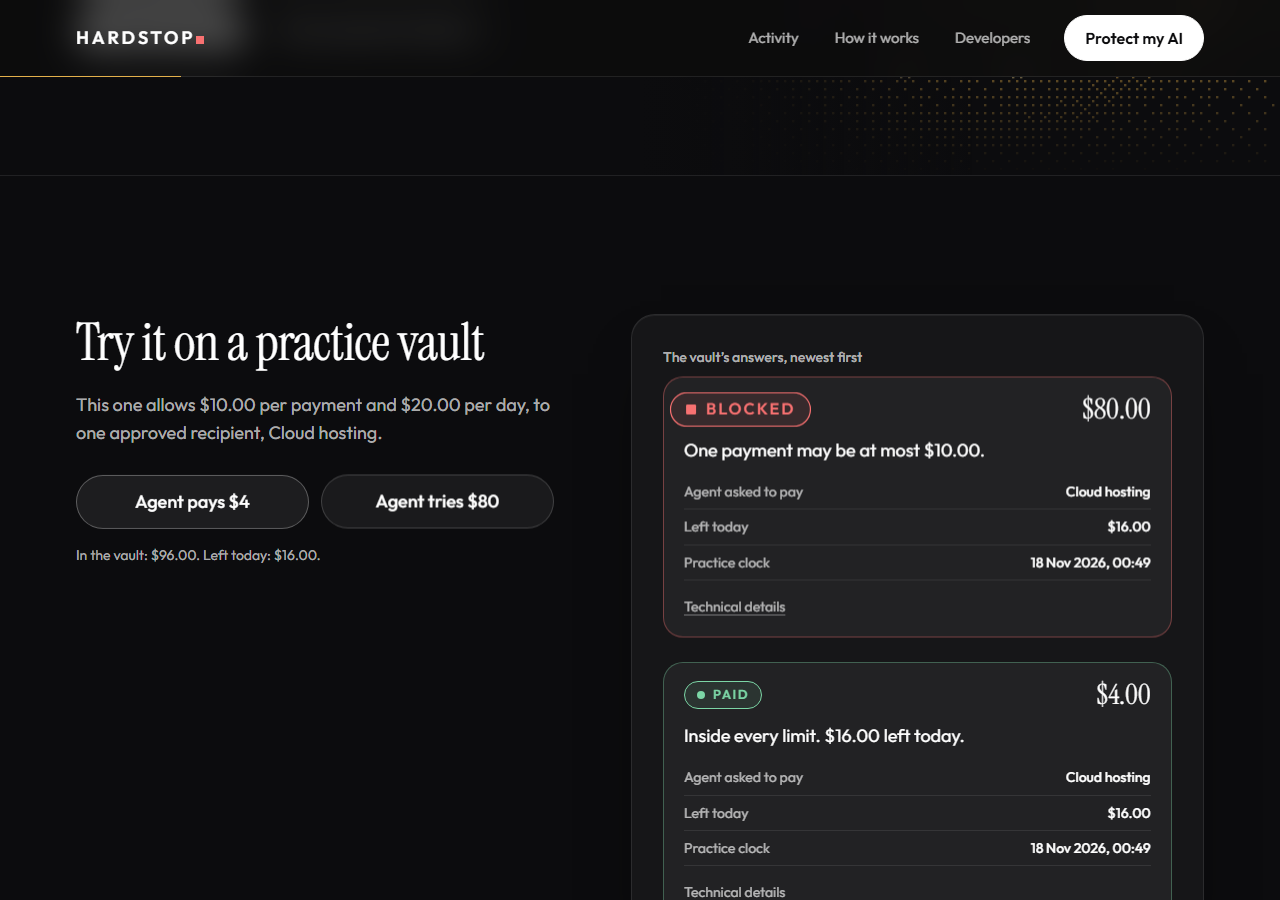 HARDSTOP
Activity
How it works
Developers
Protect my AI
Try it on a practice vault
This one allows $10.00 per payment and $20.00 per day, to
one approved recipient, Cloud hosting.
Agent pays $4
Agent tries $80
In the vault: $96.00. Left today: $16.00.
The vault's answers, newest first
BLOCKED
$80.00
One payment may be at most $10.00.
Agent asked to pay
Cloud hosting
Left today
$16.00
Practice clock
18 Nov 2026, 00:49
Technical details
PAID
$4.00
Inside every limit. $16.00 left today.
Agent asked to pay
Cloud hosting
Left today
$16.00
Practice clock
18 Nov 2026, 00:49
Technical details